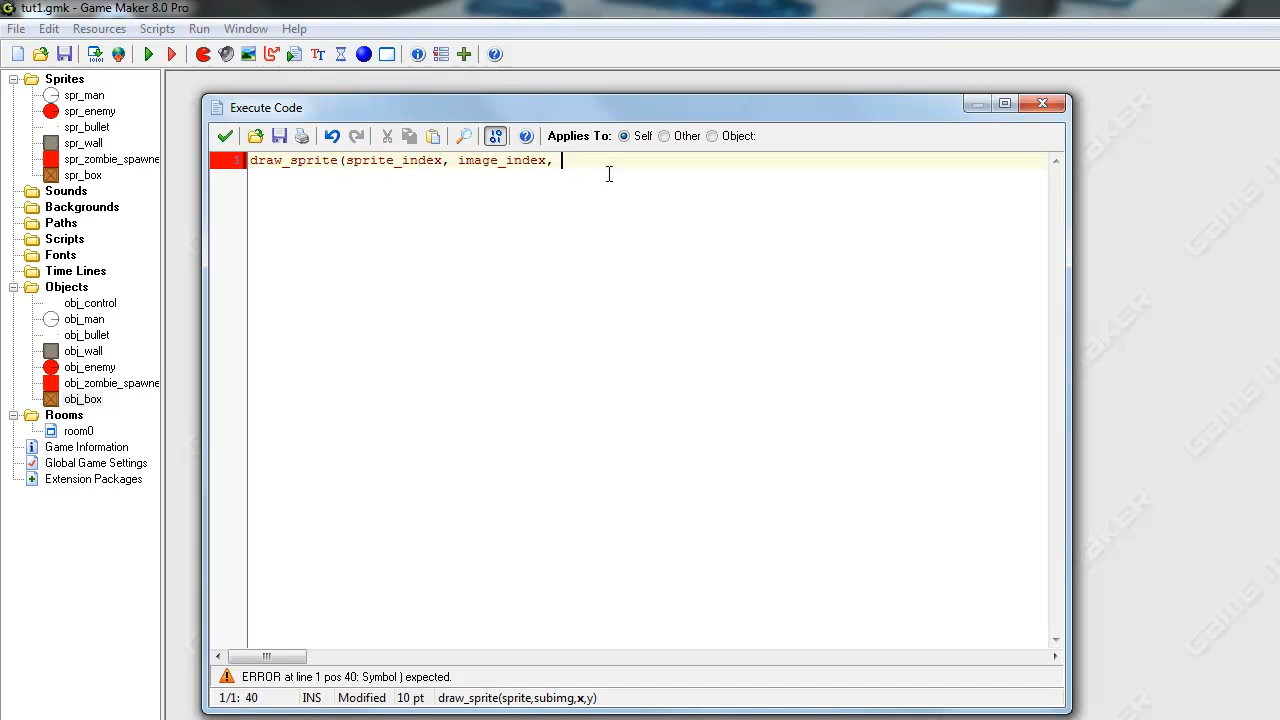 tut1.gmk - Game Maker 8.0 Pro
File Edit Resources Scripts Run Window Help
Sprites
spr_man
spr_enemy
spr_bullet
spr_wall
spr_zombie_spawne
spr_box
Sounds
Backgrounds
Paths
Scripts
Fonts
Time Lines
Objects
obj_control
obj_man
obj_bullet
obj_wall
obj_enemy
obj_zombie_spawne
obj_box
Rooms
room0
Game Information
Global Game Settings
Extension Packages
Execute Code
Applies To: Self Other Object:
1 draw_sprite(sprite_index, image_index,
ERROR at line 1 pos 40: Symbol ) expected.
1/1: 40 INS Modified 10 pt draw_sprite(sprite,subimg,x,y)